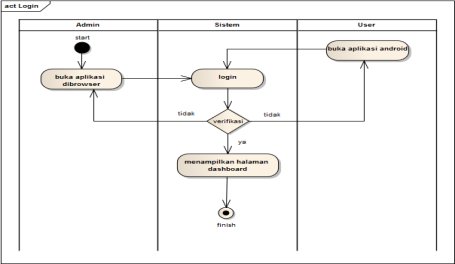 act Login
Admin
Sistem
User
start
buka aplikasi android
buka aplikasi
dibrowser
login
tidak
verifikasi
tidak
ya
menampilkan halaman
dashboard
finish